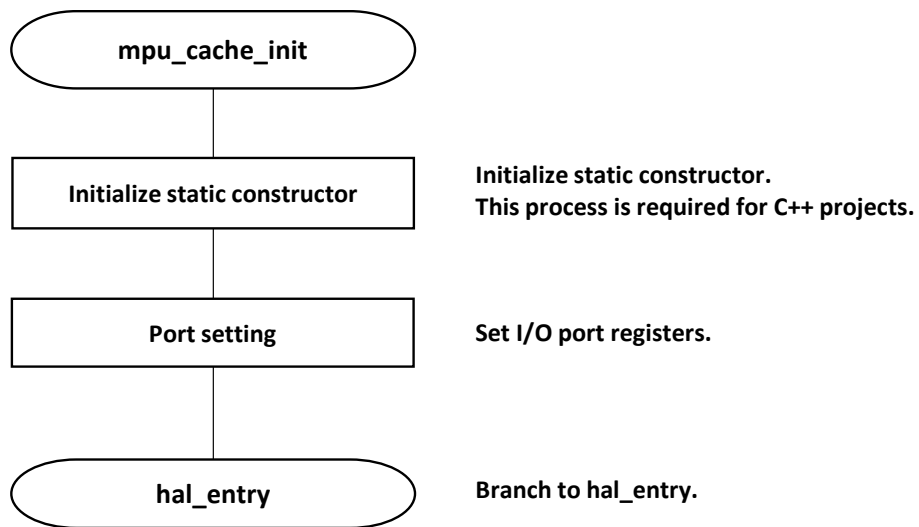 mpu_cache_init
Initialize static constructor
Initialize static constructor.
This process is required for C++ projects.
Port setting
Set I/O port registers.
hal_entry
Branch to hal_entry.